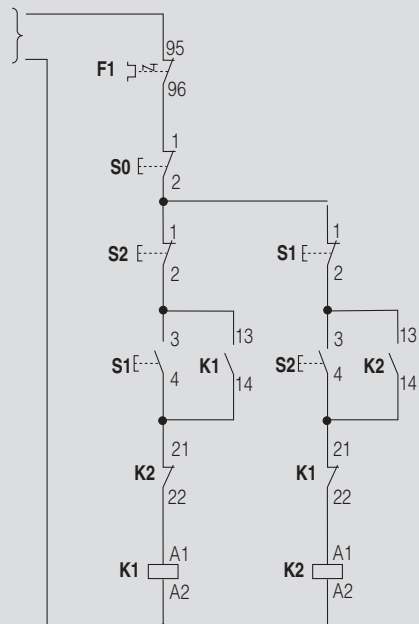 95
F1
96
1
S0
2
1 1
S2 S1
2 2
3 13 3 13
S1 K1 S2 K2
4 14 4 14
21 21
K2 K1
22 22
A1 A1
K1 K2
A2 A2